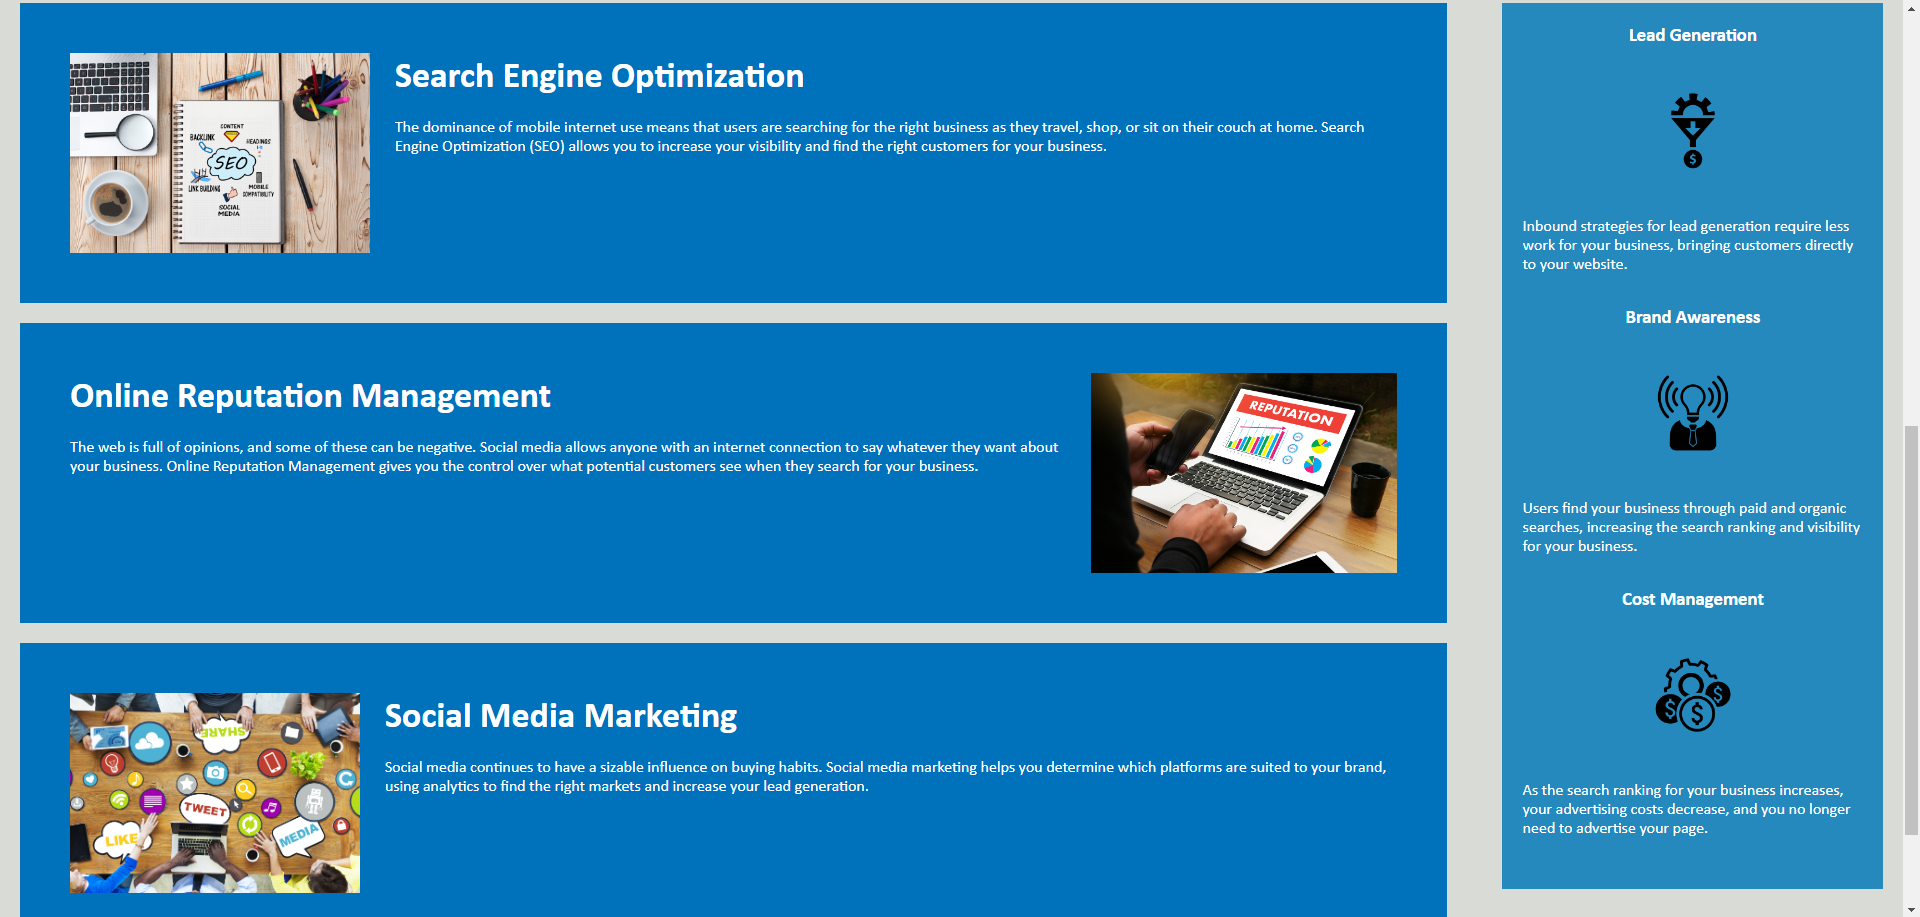 Search Engine Optimization
The dominance of mobile internet use means that users are searching for the right business as they travel, shop, or sit on their couch at home. Search
Engine Optimization (SEO) allows you to increase your visibility and find the right customers for your business.
CONTENT
BACKLINK
HEADINGS
SEO
LINK BUILDING
MOBILE
COMPATIBILITY
SOCIAL
MEDIA
Online Reputation Management
The web is full of opinions, and some of these can be negative. Social media allows anyone with an internet connection to say whatever they want about
your business. Online Reputation Management gives you the control over what potential customers see when they search for your business.
REPUTATION
Social Media Marketing
Social media continues to have a sizable influence on buying habits. Social media marketing helps you determine which platforms are suited to your brand,
using analytics to find the right markets and increase your lead generation.
SHARE
TWEET
LIKE
MEDIA
Lead Generation
$
Inbound strategies for lead generation require less
work for your business, bringing customers directly
to your website.
Brand Awareness
Users find your business through paid and organic
searches, increasing the search ranking and visibility
for your business.
Cost Management
$ $ $
As the search ranking for your business increases,
your advertising costs decrease, and you no longer
need to advertise your page.